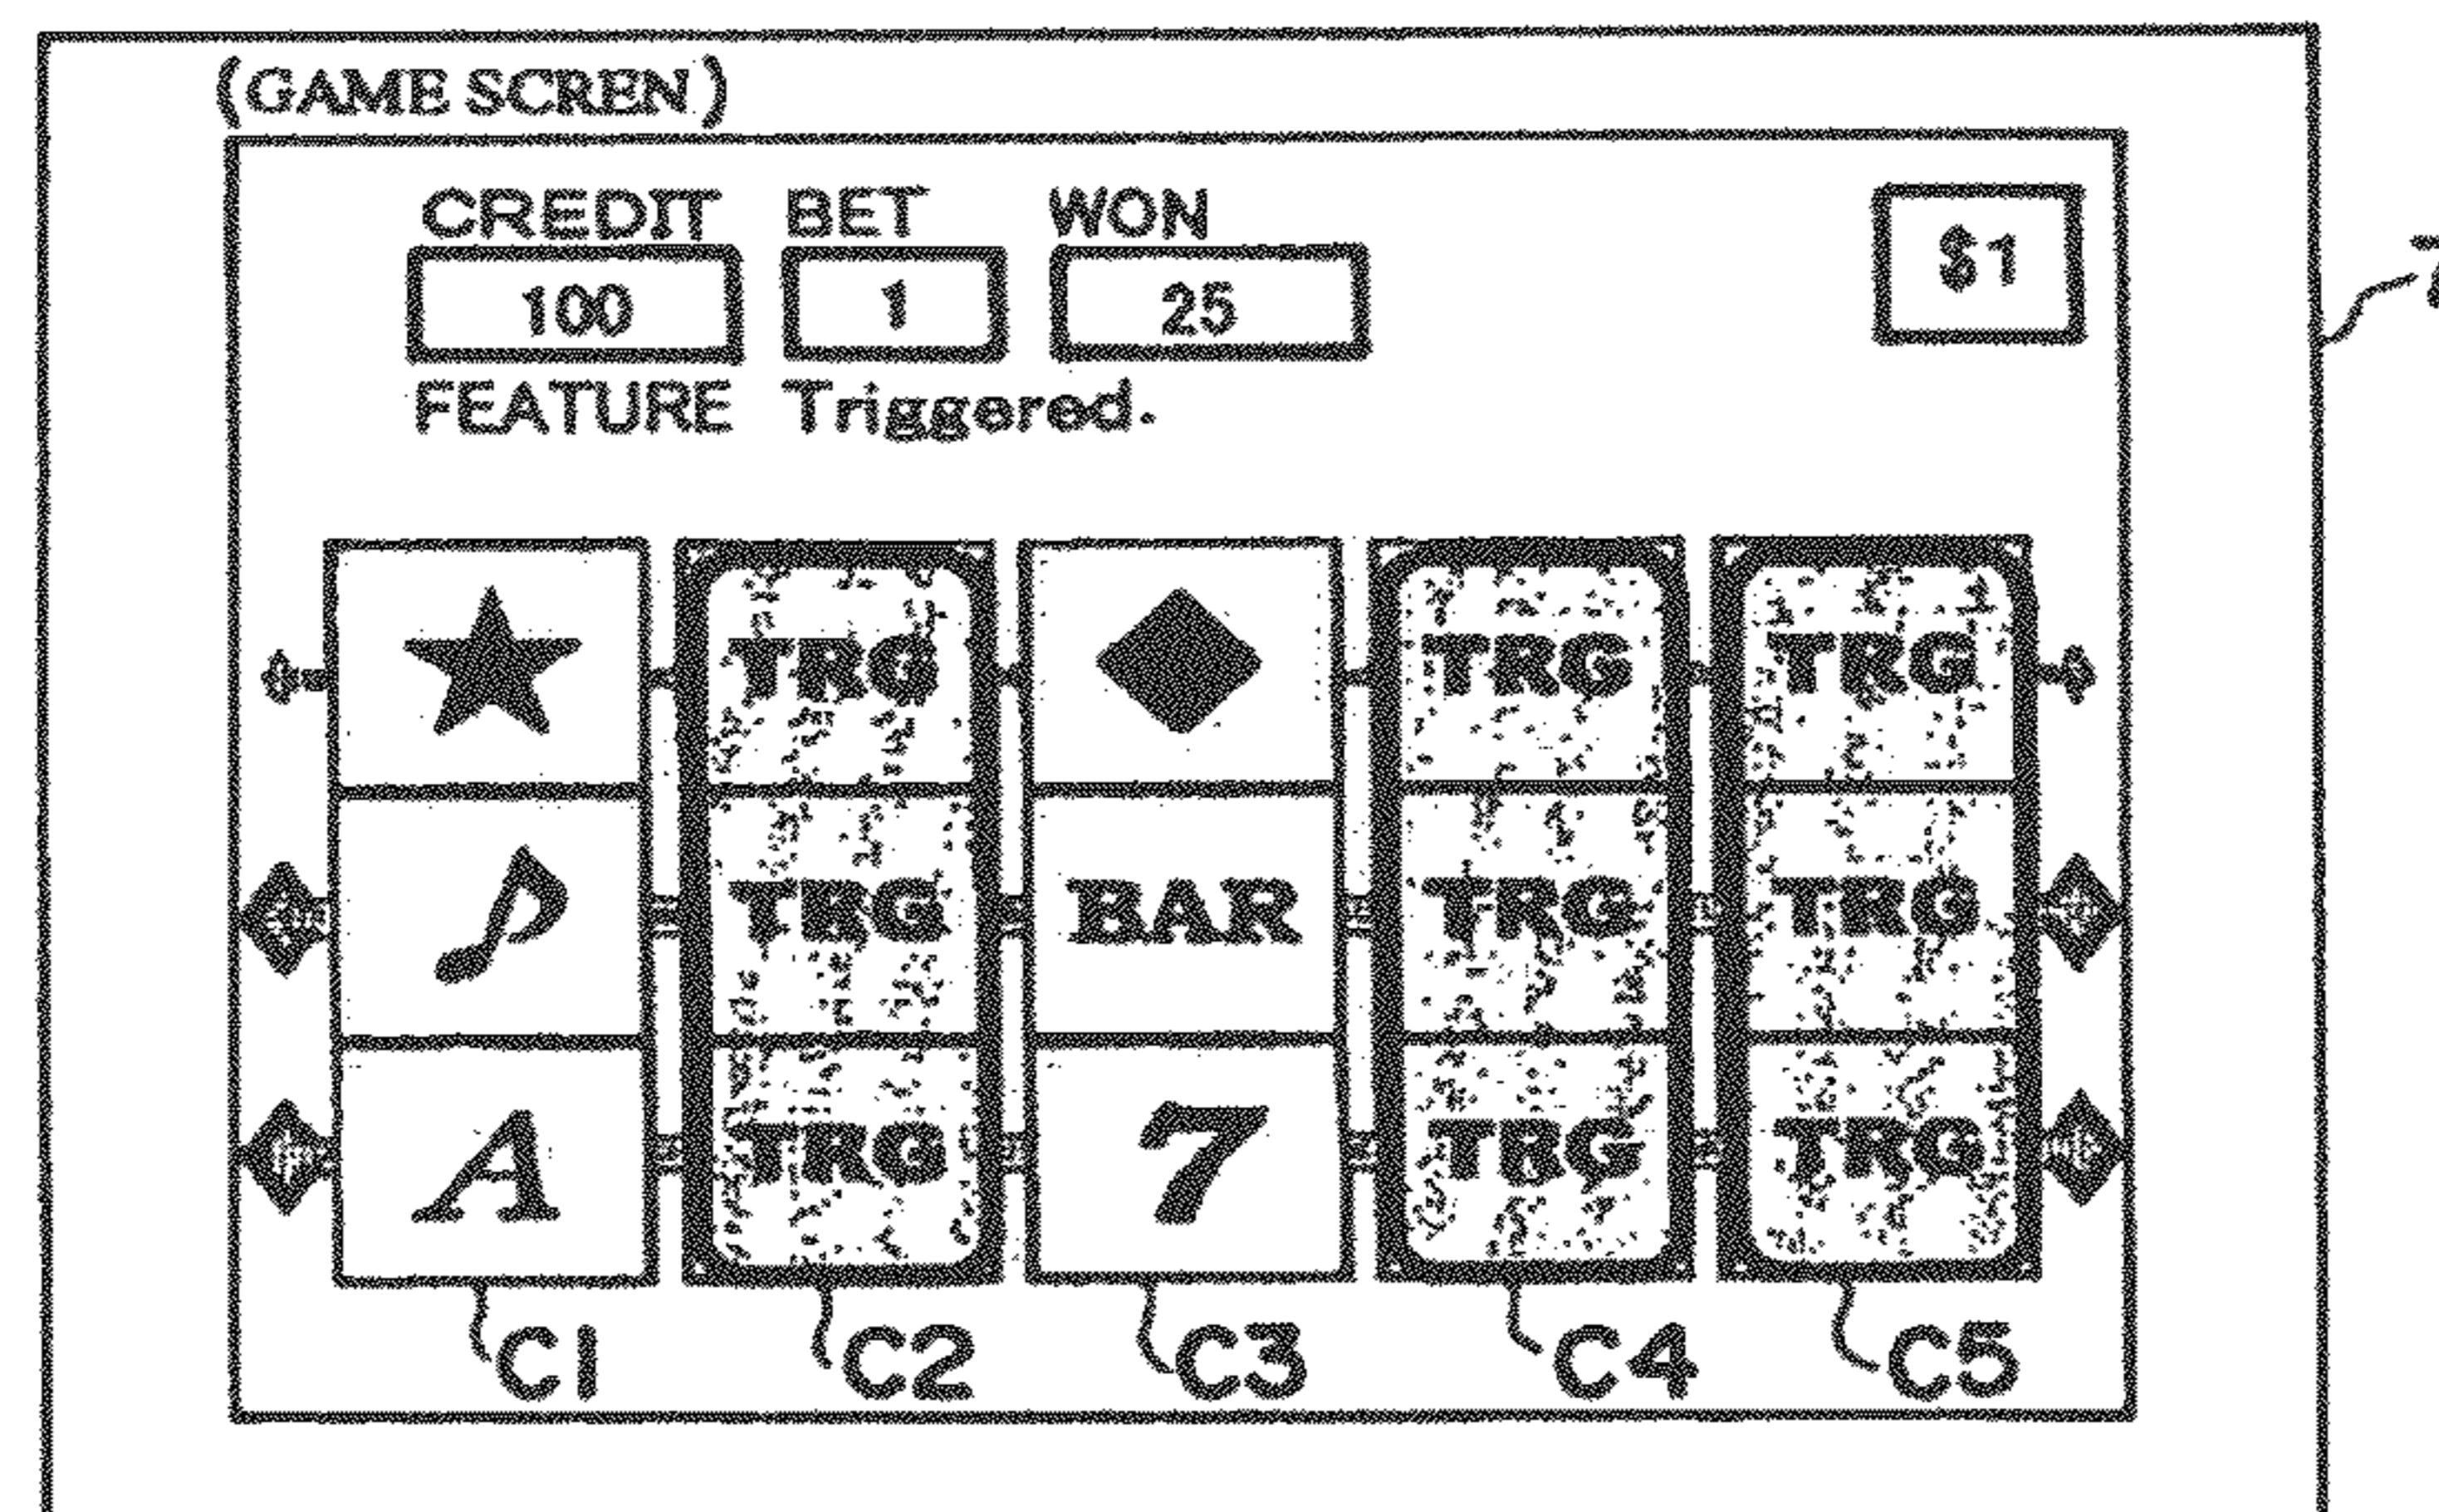 (GAME SCREN)
CREDIT BET WON
100 1 25 $1
FEATURE Triggered.
TRG TRG TRG
TRG BAR TRG TRG
A TRG 7 TRG TRG
C1 C2 C3 C4 C5